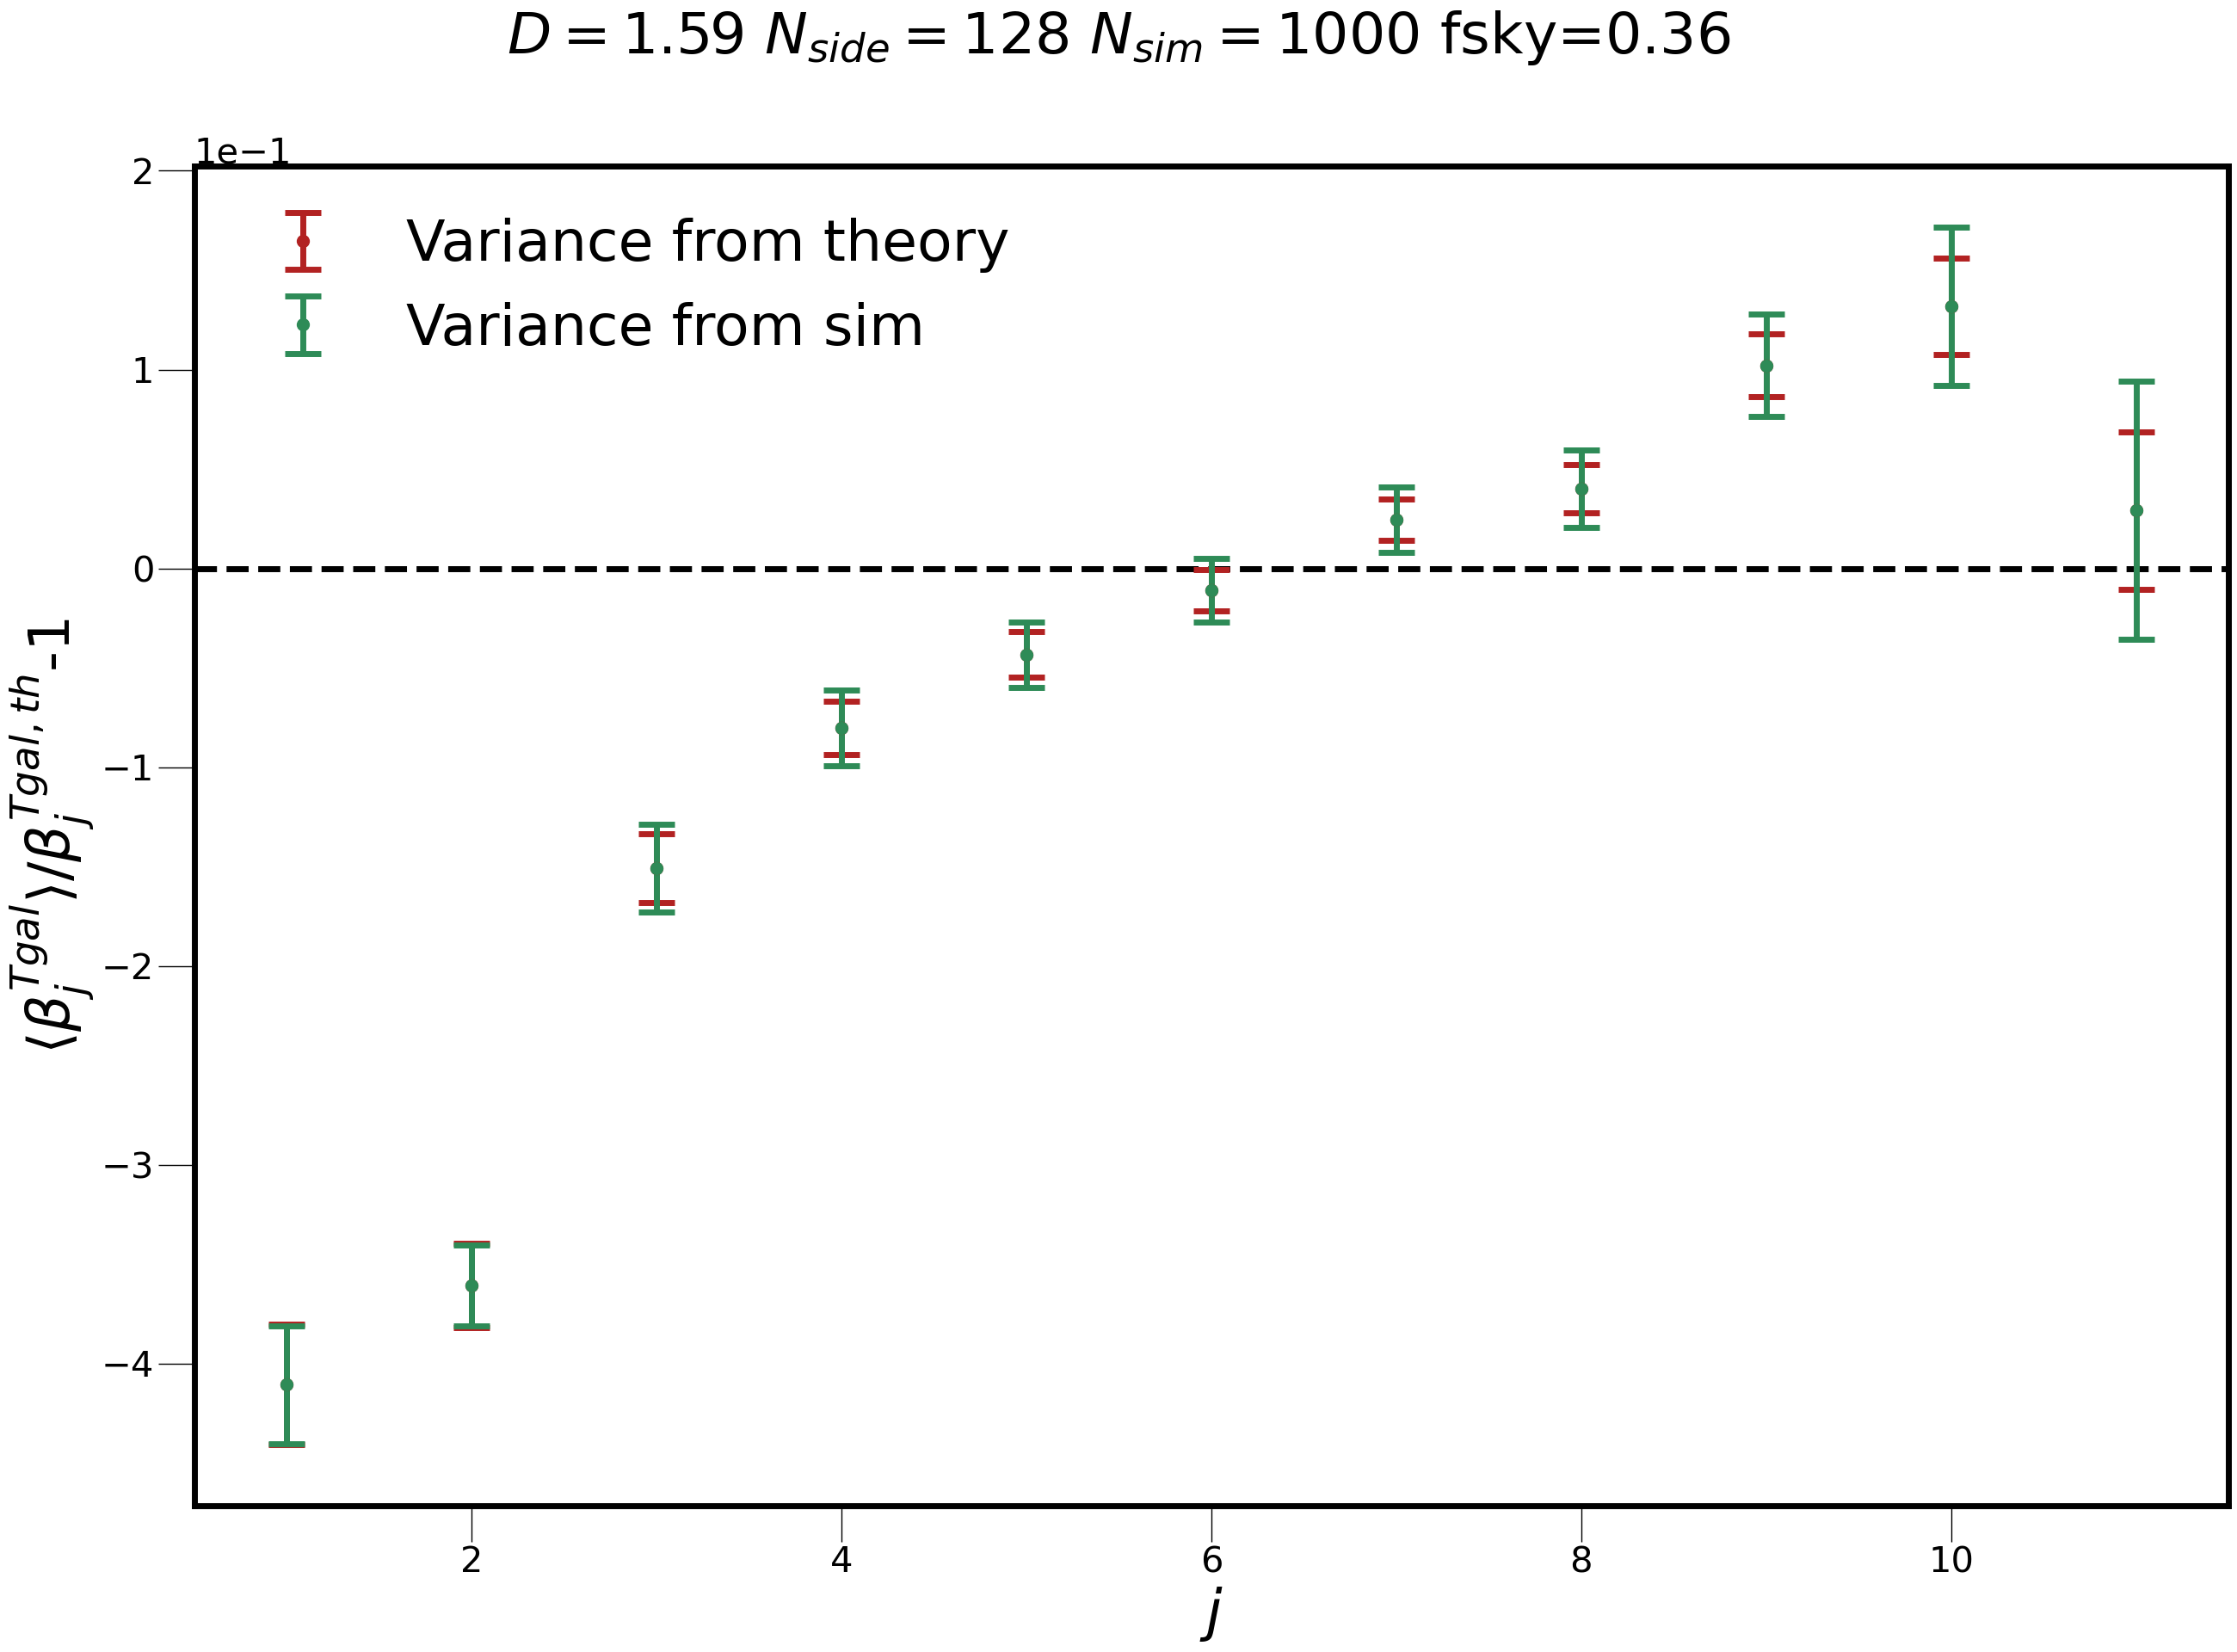 D = 1.59 N_side = 128 N_sim = 1000 fsky=0.36
1e−1
2
1
0
−1
−2
−3
−4
Variance from theory
Variance from sim
⟨β_j^Tgal⟩/β_j^Tgal,th-1
2 4 6 8 10
j